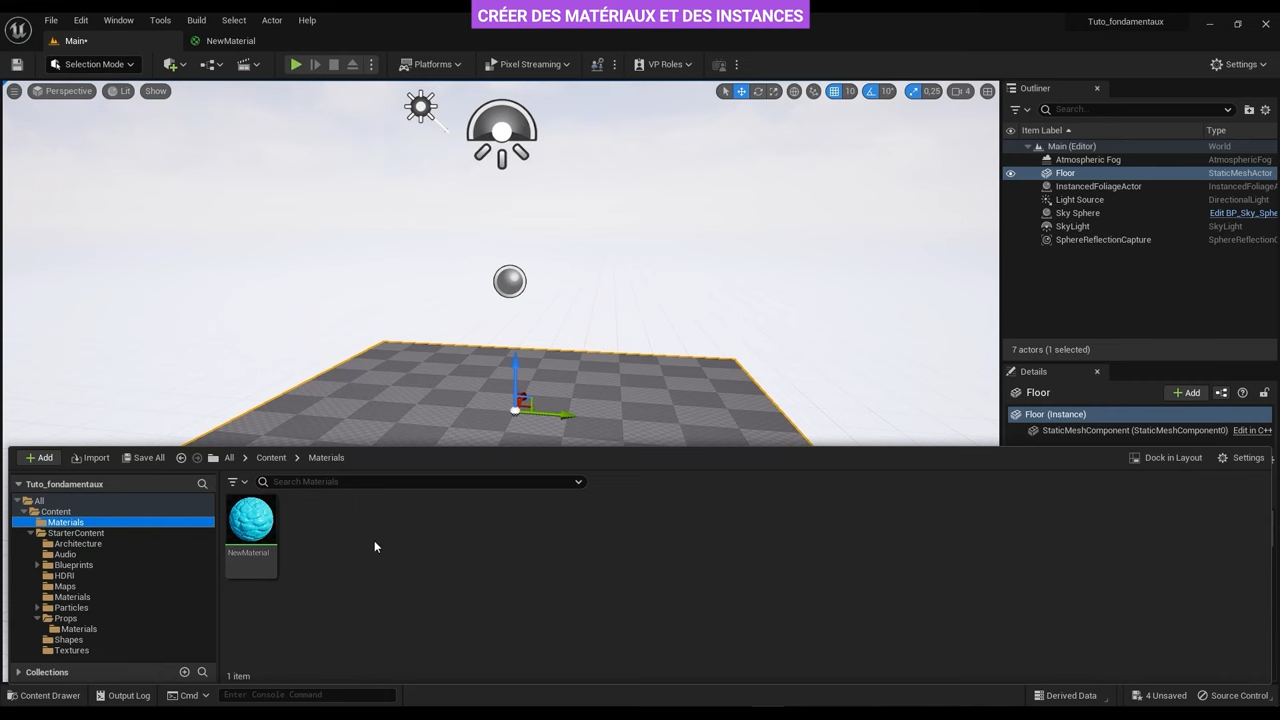 CRÉER DES MATÉRIAUX ET DES INSTANCES
File Edit Window Tools Build Select Actor Help
Tuto_fondamentaux
Main* NewMaterial
Selection Mode Platforms Pixel Streaming VP Roles Settings
Perspective Lit Show 10 10° 0,25 4
Outliner
Search...
Item Label Type
Main (Editor) World
Atmospheric Fog AtmosphericFog
Floor StaticMeshActor
InstancedFoliageActor InstancedFoliageA
Light Source DirectionalLight
Sky Sphere Edit BP_Sky_Sphe
SkyLight SkyLight
SphereReflectionCapture SphereReflectionC
7 actors (1 selected)
Details
Floor Add
Floor (Instance)
StaticMeshComponent (StaticMeshComponent0) Edit in C++
Add Import Save All All Content Materials Dock in Layout Settings
Tuto_fondamentaux
Search Materials
All
Content
Materials
StarterContent
Architecture
Audio
Blueprints
HDRI
Maps
Materials
Particles
Props
Materials
Shapes
Textures
NewMaterial
Collections
1 item
Content Drawer Output Log Cmd Enter Console Command Derived Data 4 Unsaved Source Control